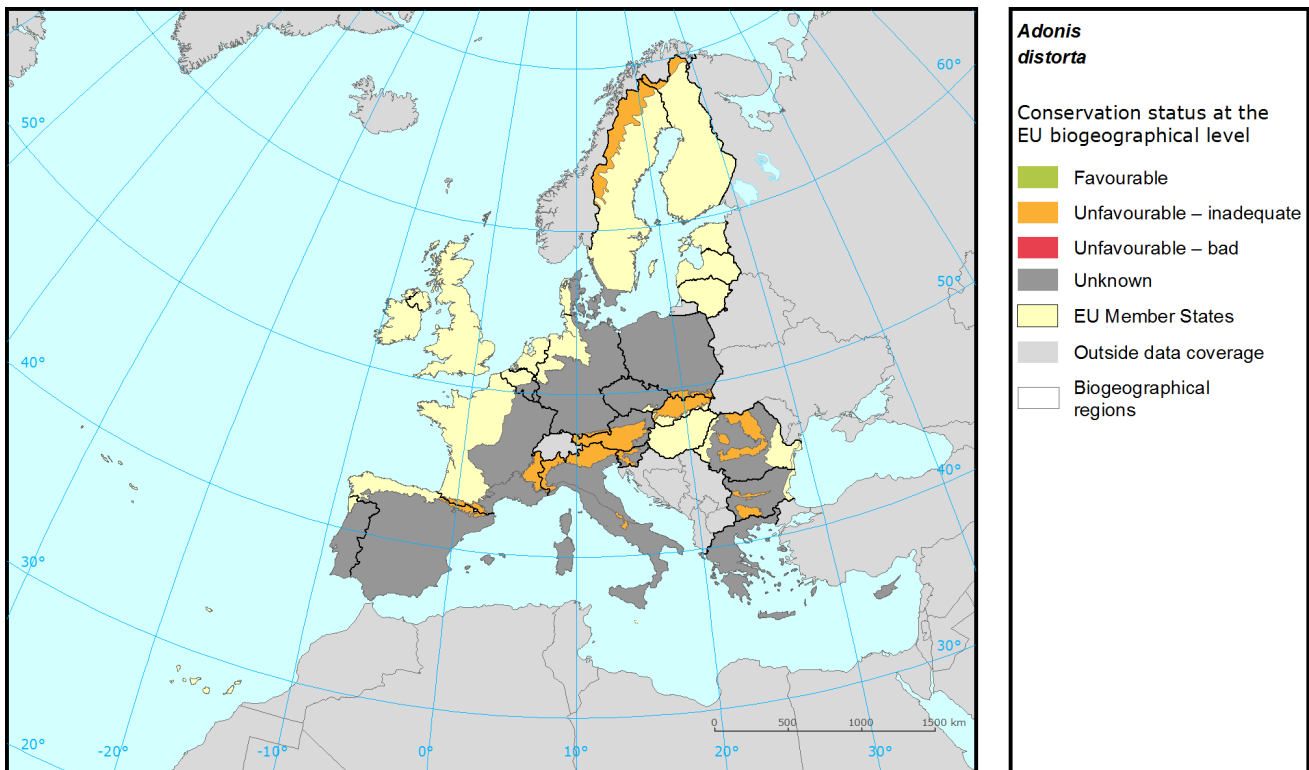 Adonis
distorta
Conservation status at the
EU biogeographical level
Favourable
Unfavourable – inadequate
Unfavourable – bad
Unknown
EU Member States
Outside data coverage
Biogeographical
regions
60°
50°
50°
40°
40°
30°
30°
20°
-20°
-10°
0°
10°
20°
30°
0 500 1000 1500 km